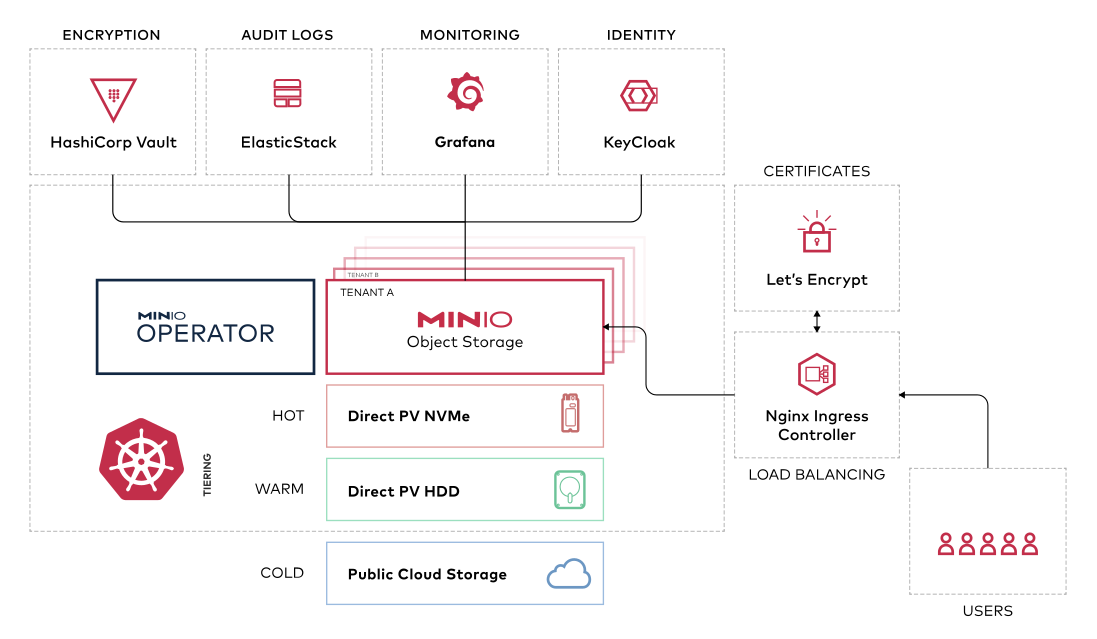 ENCRYPTION
AUDIT LOGS
MONITORING
IDENTITY
HashiCorp Vault
ElasticStack
Grafana
KeyCloak
CERTIFICATES
Let's Encrypt
TENANT B
TENANT A
MINIO
OPERATOR
MINIO
Object Storage
Nginx Ingress
Controller
LOAD BALANCING
HOT
Direct PV NVMe
TIERING
WARM
Direct PV HDD
COLD
Public Cloud Storage
USERS